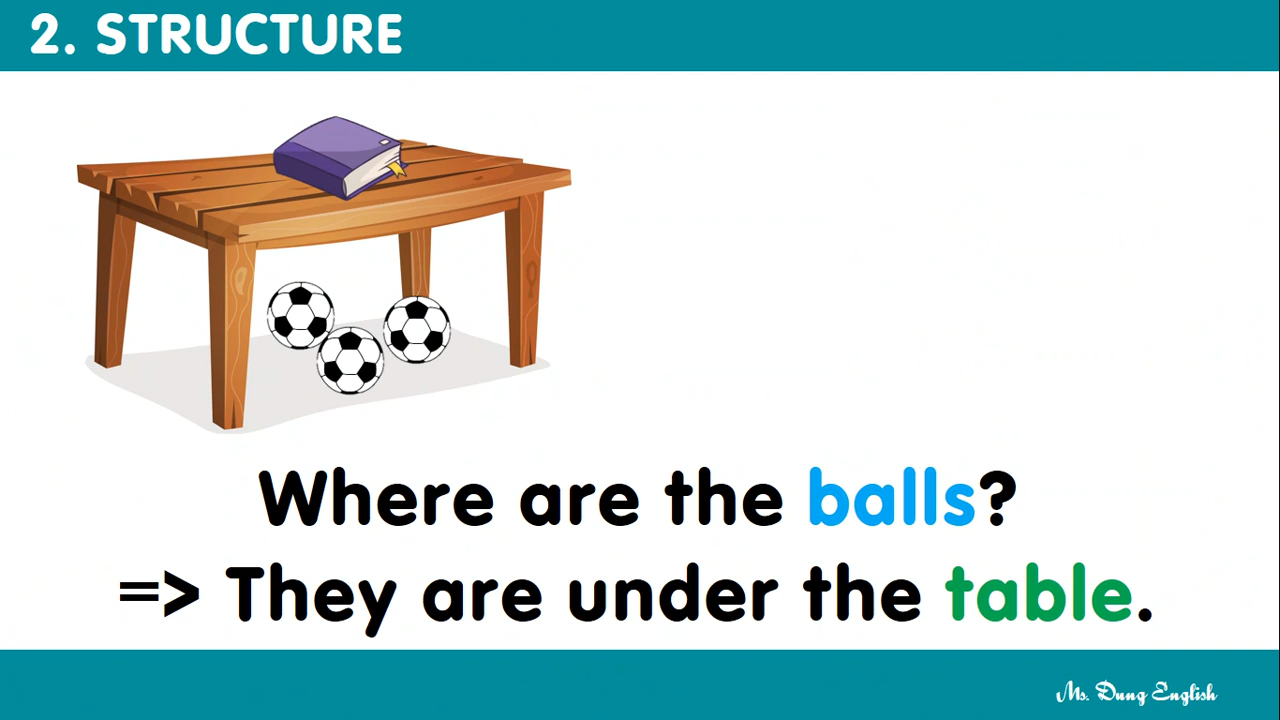 2. STRUCTURE
Where are the balls?
=> They are under the table.
Ms. Dung English